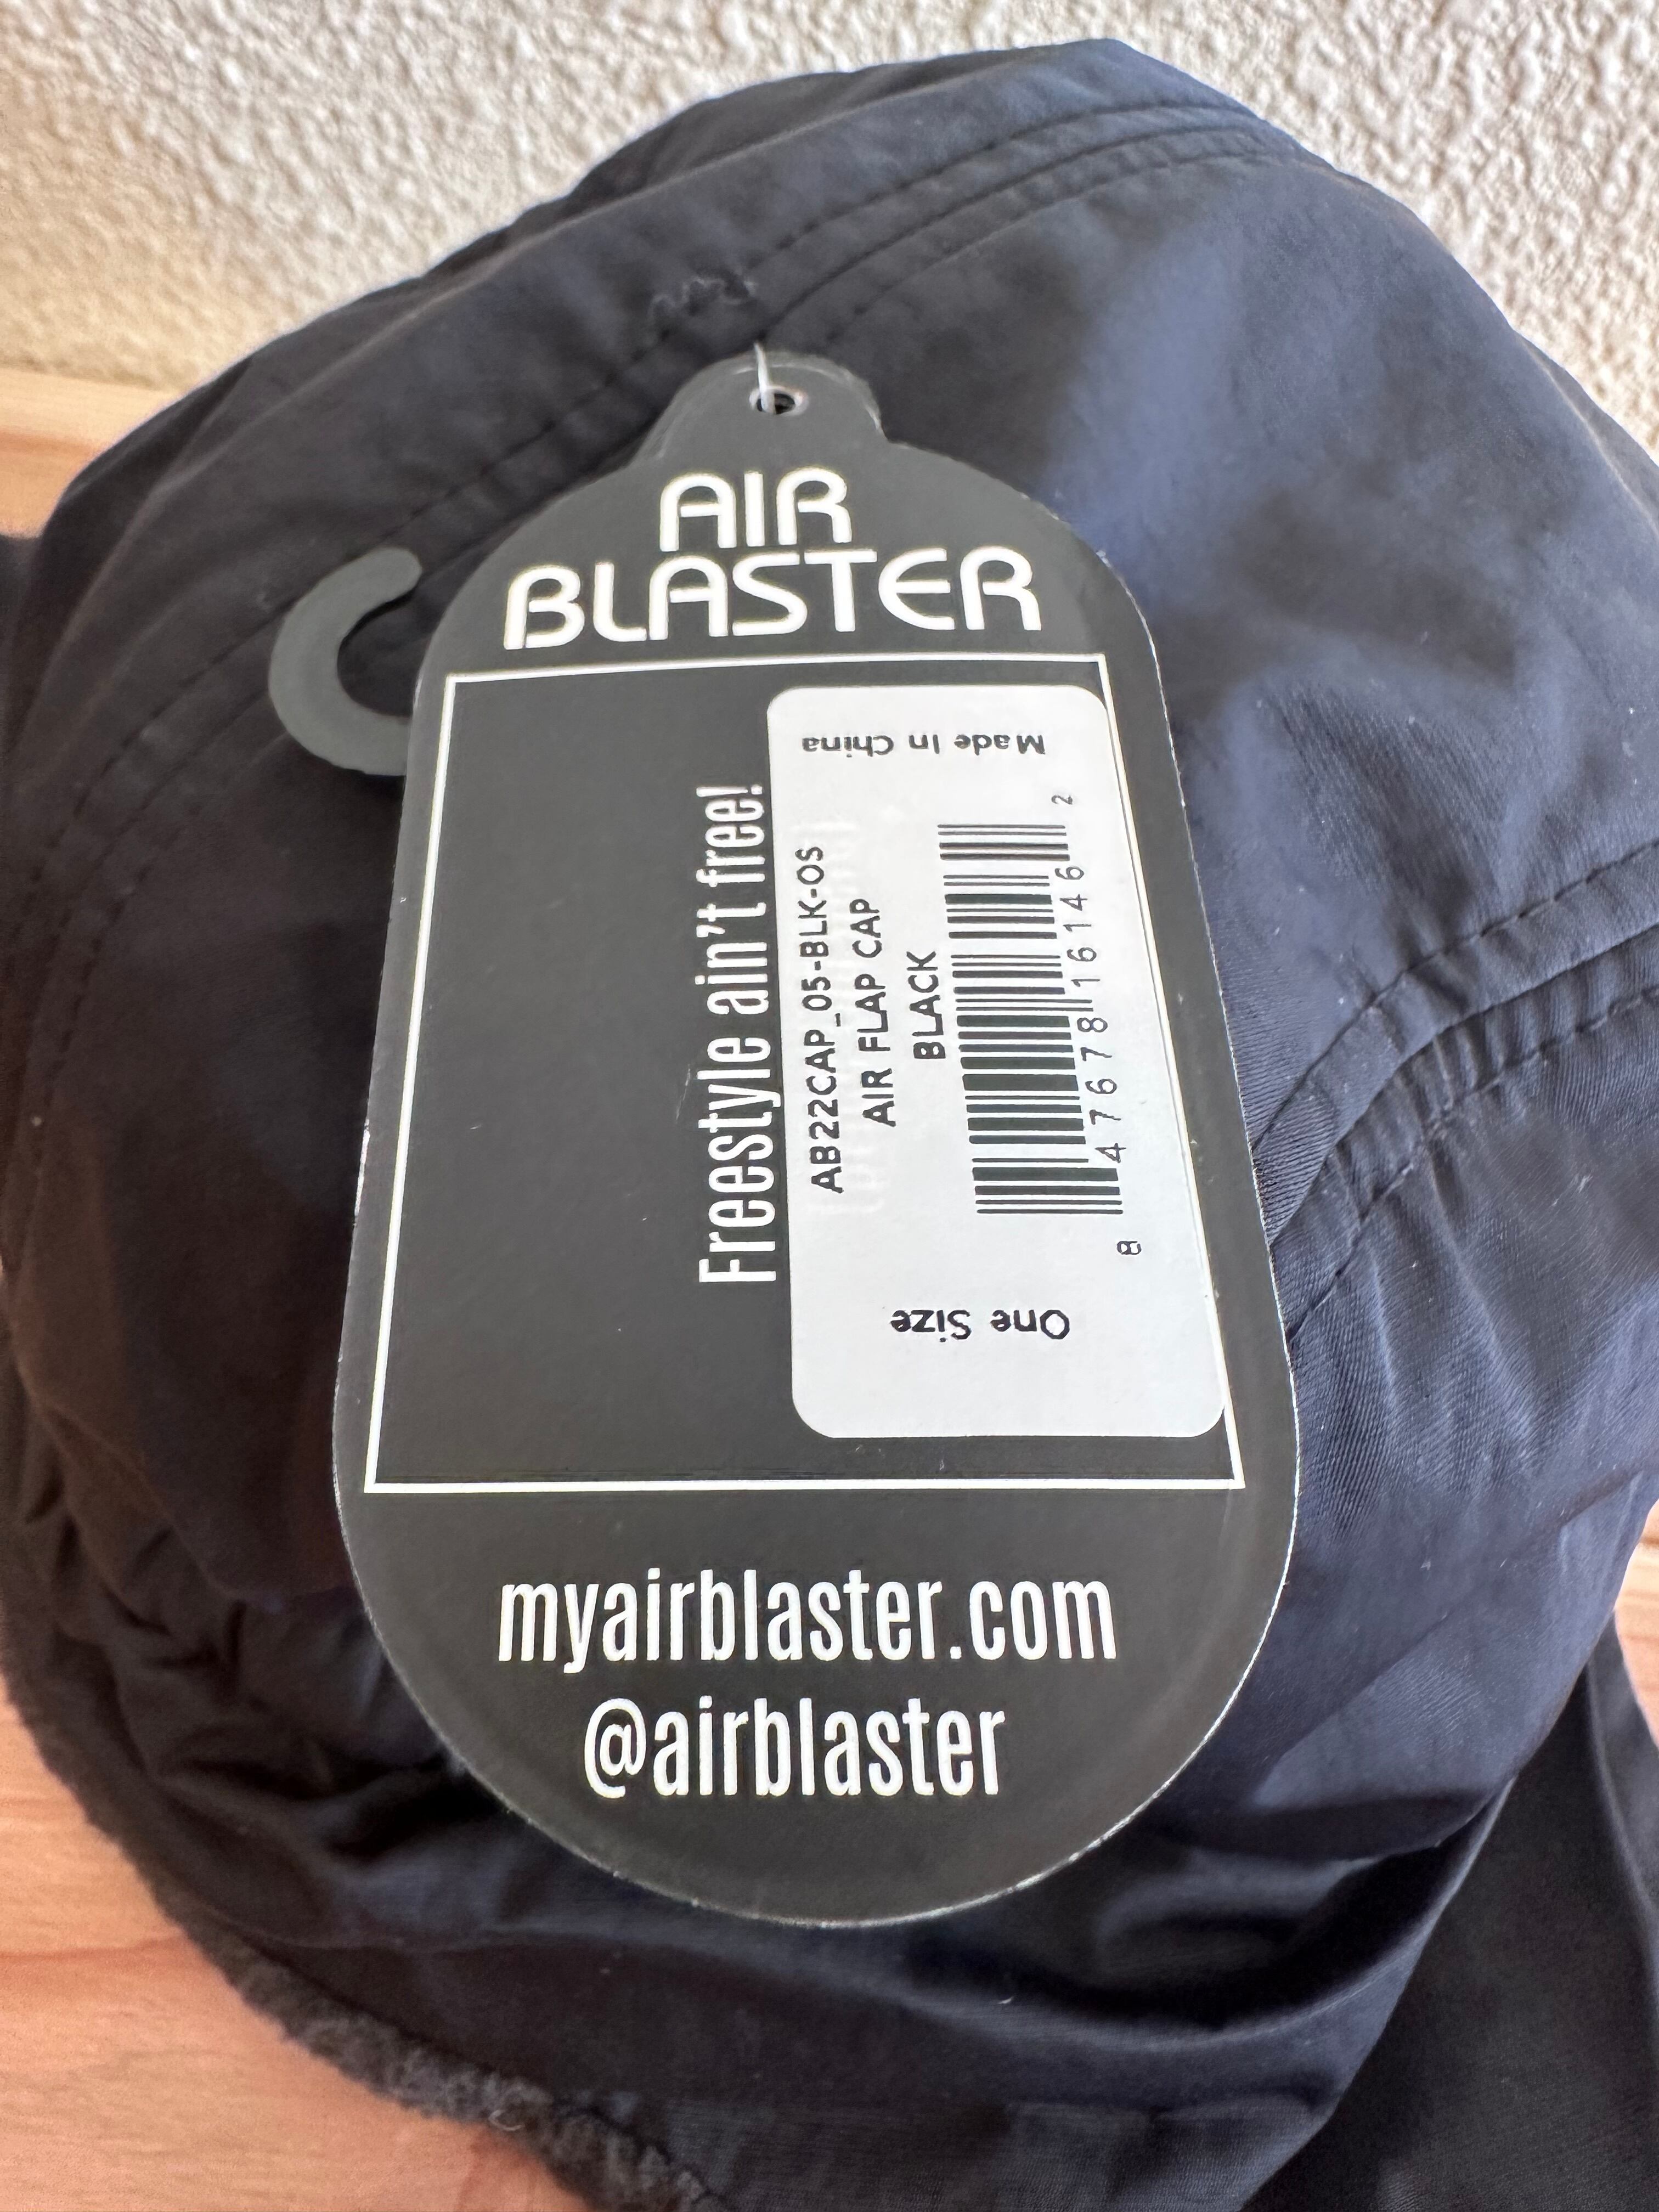 AIR
BLASTER
Freestyle ain't free!
Made In China
AB22CAP_05-BLK-OS
AIR FLAP CAP
BLACK
8 47678 16146 2
One Size
myairblaster.com
@airblaster